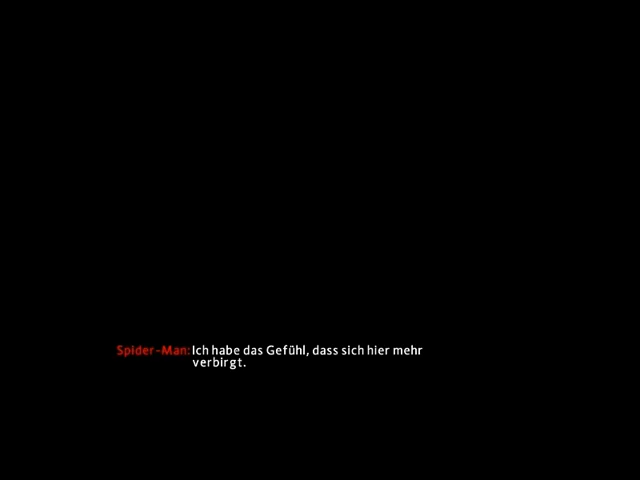 Spider-Man: Ich habe das Gefühl, dass sich hier mehr
verbirgt.